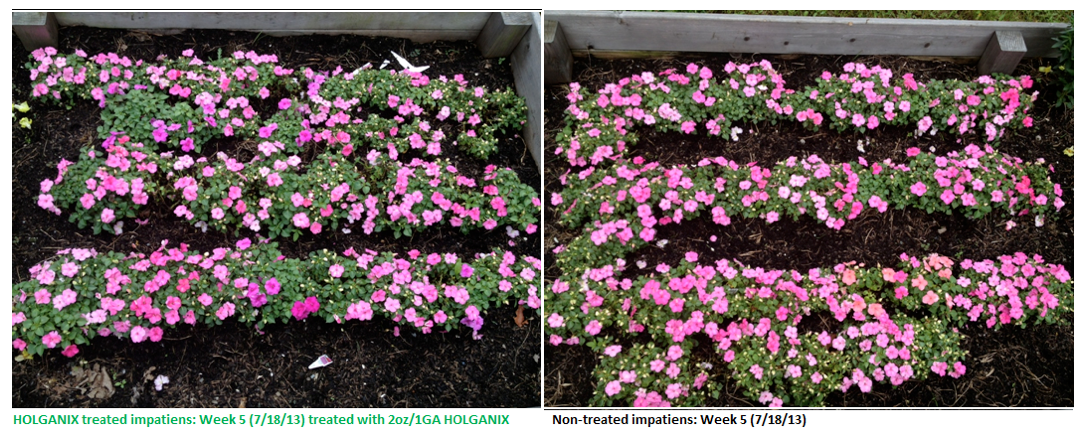 HOLGANIX treated impatiens: Week 5 (7/18/13) treated with 2oz/1GA HOLGANIX
Non-treated impatiens: Week 5 (7/18/13)